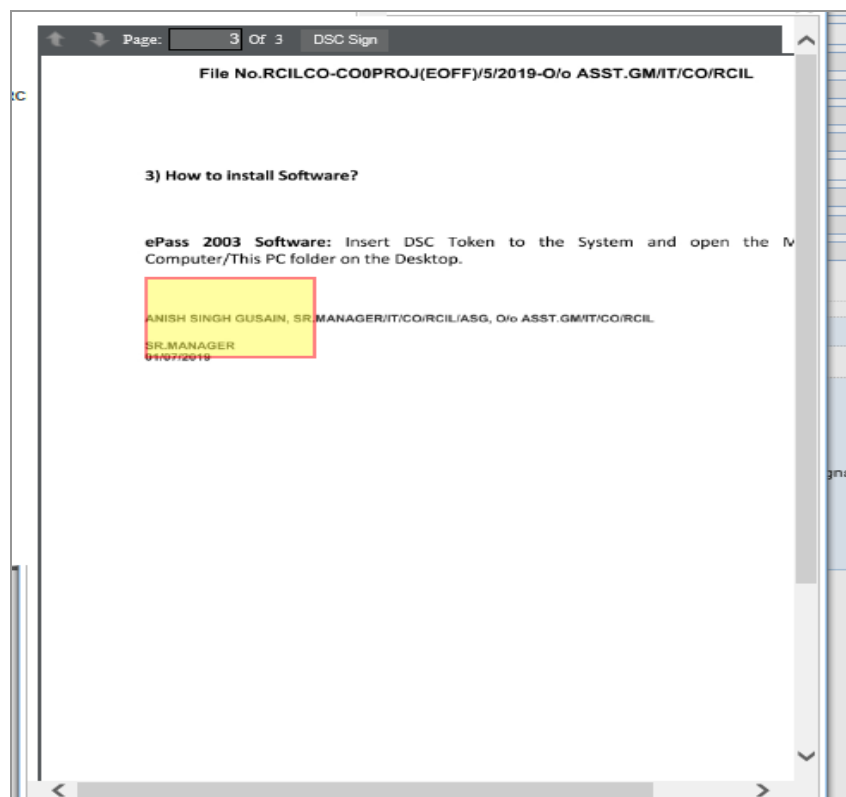 Page: 3 Of 3 DSC Sign
File No.RCILCO-CO0PROJ(EOFF)/5/2019-O/o ASST.GM/IT/CO/RCIL
3) How to install Software?
ePass 2003 Software: Insert DSC Token to the System and open the
Computer/This PC folder on the Desktop.
ANISH SINGH GUSAIN, SR.MANAGER/IT/CO/RCIL/ASG, O/o ASST.GM/IT/CO/RCIL
SR.MANAGER
01/07/2019